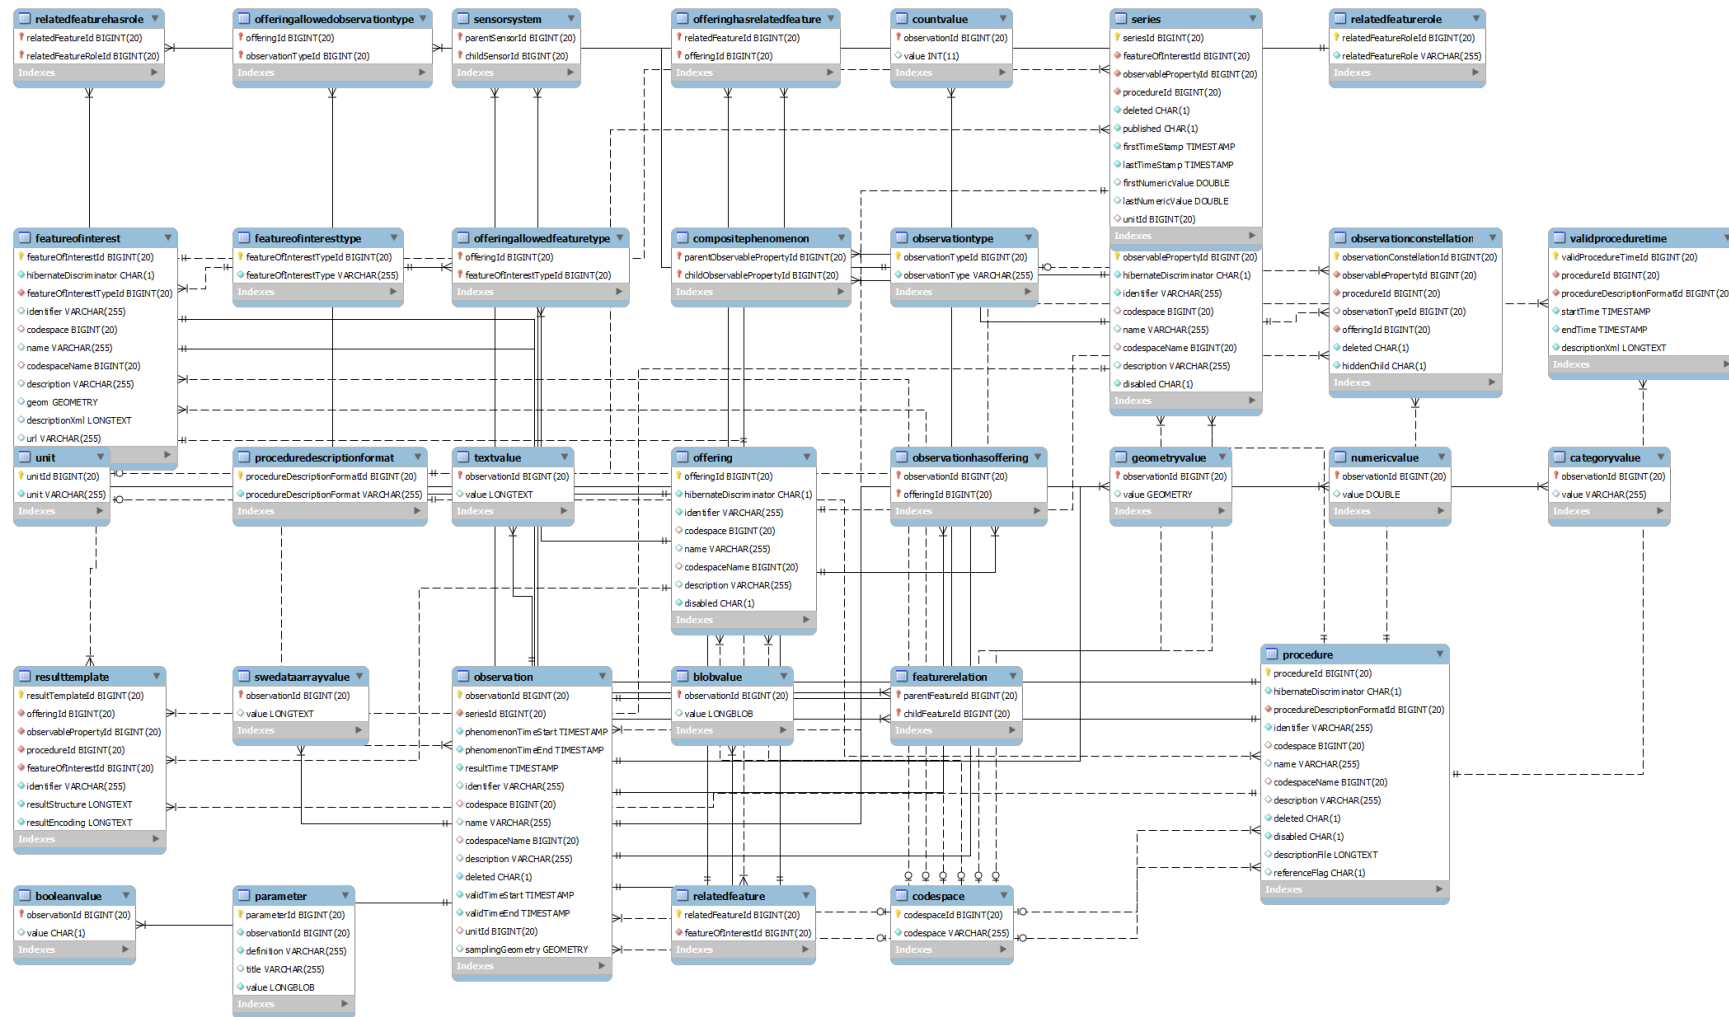 relatedfeaturehasrole
relatedFeatureId BIGINT(20)
relatedFeatureRoleId BIGINT(20)
Indexes
offeringallowedobservationtype
offeringId BIGINT(20)
observationTypeId BIGINT(20)
Indexes
sensorsystem
parentSensorId BIGINT(20)
childSensorId BIGINT(20)
Indexes
offeringhasrelatedfeature
relatedFeatureId BIGINT(20)
offeringId BIGINT(20)
Indexes
countvalue
observationId BIGINT(20)
value INT(11)
Indexes
series
seriesId BIGINT(20)
featureOfInterestId BIGINT(20)
observablePropertyId BIGINT(20)
procedureId BIGINT(20)
deleted CHAR(1)
published CHAR(1)
firstTimeStamp TIMESTAMP
lastTimeStamp TIMESTAMP
firstNumericValue DOUBLE
lastNumericValue DOUBLE
unitId BIGINT(20)
Indexes
relatedfeaturerole
relatedFeatureRoleId BIGINT(20)
relatedFeatureRole VARCHAR(255)
Indexes
featureofinterest
featureOfInterestId BIGINT(20)
hibernateDiscriminator CHAR(1)
featureOfInterestTypeId BIGINT(20)
identifier VARCHAR(255)
codespace BIGINT(20)
name VARCHAR(255)
codespaceName BIGINT(20)
description VARCHAR(255)
geom GEOMETRY
descriptionXml LONGTEXT
url VARCHAR(255)
featureofinteresttype
featureOfInterestTypeId BIGINT(20)
featureOfInterestType VARCHAR(255)
Indexes
offeringallowedfeaturetype
offeringId BIGINT(20)
featureOfInterestTypeId BIGINT(20)
Indexes
compositephenomenon
parentObservablePropertyId BIGINT(20)
childObservablePropertyId BIGINT(20)
Indexes
observationtype
observationTypeId BIGINT(20)
observationType VARCHAR(255)
Indexes
observablePropertyId BIGINT(20)
hibernateDiscriminator CHAR(1)
identifier VARCHAR(255)
codespace BIGINT(20)
name VARCHAR(255)
codespaceName BIGINT(20)
description VARCHAR(255)
disabled CHAR(1)
Indexes
observationconstellation
observationConstellationId BIGINT(20)
observablePropertyId BIGINT(20)
procedureId BIGINT(20)
observationTypeId BIGINT(20)
offeringId BIGINT(20)
deleted CHAR(1)
hiddenChild CHAR(1)
Indexes
validproceduretime
validProcedureTimeId BIGINT(20)
procedureId BIGINT(20)
procedureDescriptionFormatId BIGINT(20)
startTime TIMESTAMP
endTime TIMESTAMP
descriptionXml LONGTEXT
Indexes
unit
unitId BIGINT(20)
unit VARCHAR(255)
Indexes
proceduredescriptionformat
procedureDescriptionFormatId BIGINT(20)
procedureDescriptionFormat VARCHAR(255)
Indexes
textvalue
observationId BIGINT(20)
value LONGTEXT
Indexes
offering
offeringId BIGINT(20)
hibernateDiscriminator CHAR(1)
identifier VARCHAR(255)
codespace BIGINT(20)
name VARCHAR(255)
codespaceName BIGINT(20)
description VARCHAR(255)
disabled CHAR(1)
Indexes
observationhasoffering
observationId BIGINT(20)
offeringId BIGINT(20)
Indexes
geometryvalue
observationId BIGINT(20)
value GEOMETRY
Indexes
numericvalue
observationId BIGINT(20)
value DOUBLE
Indexes
categoryvalue
observationId BIGINT(20)
value VARCHAR(255)
Indexes
resulttemplate
resultTemplateId BIGINT(20)
offeringId BIGINT(20)
observablePropertyId BIGINT(20)
procedureId BIGINT(20)
featureOfInterestId BIGINT(20)
identifier VARCHAR(255)
resultStructure LONGTEXT
resultEncoding LONGTEXT
Indexes
swedataarrayvalue
observationId BIGINT(20)
value LONGTEXT
Indexes
observation
observationId BIGINT(20)
seriesId BIGINT(20)
phenomenonTimeStart TIMESTAMP
phenomenonTimeEnd TIMESTAMP
resultTime TIMESTAMP
identifier VARCHAR(255)
codespace BIGINT(20)
name VARCHAR(255)
codespaceName BIGINT(20)
description VARCHAR(255)
deleted CHAR(1)
validTimeStart TIMESTAMP
validTimeEnd TIMESTAMP
unitId BIGINT(20)
samplingGeometry GEOMETRY
Indexes
blobvalue
observationId BIGINT(20)
value LONGBLOB
Indexes
featurerelation
parentFeatureId BIGINT(20)
childFeatureId BIGINT(20)
Indexes
procedure
procedureId BIGINT(20)
hibernateDiscriminator CHAR(1)
procedureDescriptionFormatId BIGINT(20)
identifier VARCHAR(255)
codespace BIGINT(20)
name VARCHAR(255)
codespaceName BIGINT(20)
description VARCHAR(255)
deleted CHAR(1)
disabled CHAR(1)
descriptionFile LONGTEXT
referenceFlag CHAR(1)
Indexes
booleanvalue
observationId BIGINT(20)
value CHAR(1)
Indexes
parameter
parameterId BIGINT(20)
observationId BIGINT(20)
definition VARCHAR(255)
title VARCHAR(255)
value LONGBLOB
Indexes
relatedfeature
relatedFeatureId BIGINT(20)
featureOfInterestId BIGINT(20)
Indexes
codespace
codespaceId BIGINT(20)
codespace VARCHAR(255)
Indexes